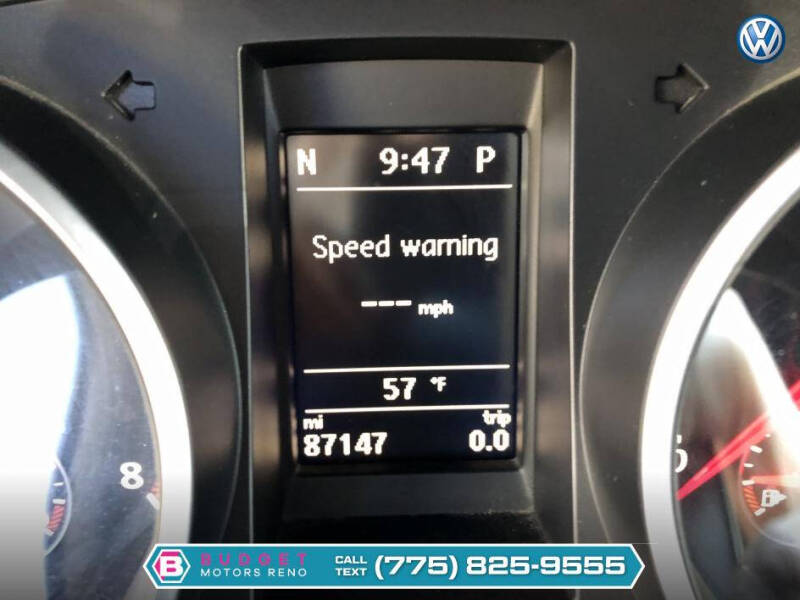 N 9:47 P
Speed warning
--- mph
57 °F
mi trip
87147 0.0
8
BUDGET
MOTORS RENO
CALL
TEXT
(775) 825-9555